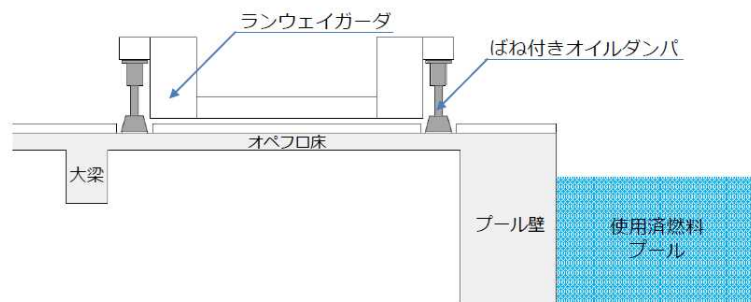 ランウェイガーダ
ばね付きオイルダンパ
オペフロ床
大梁
プール壁
使用済燃料
プール